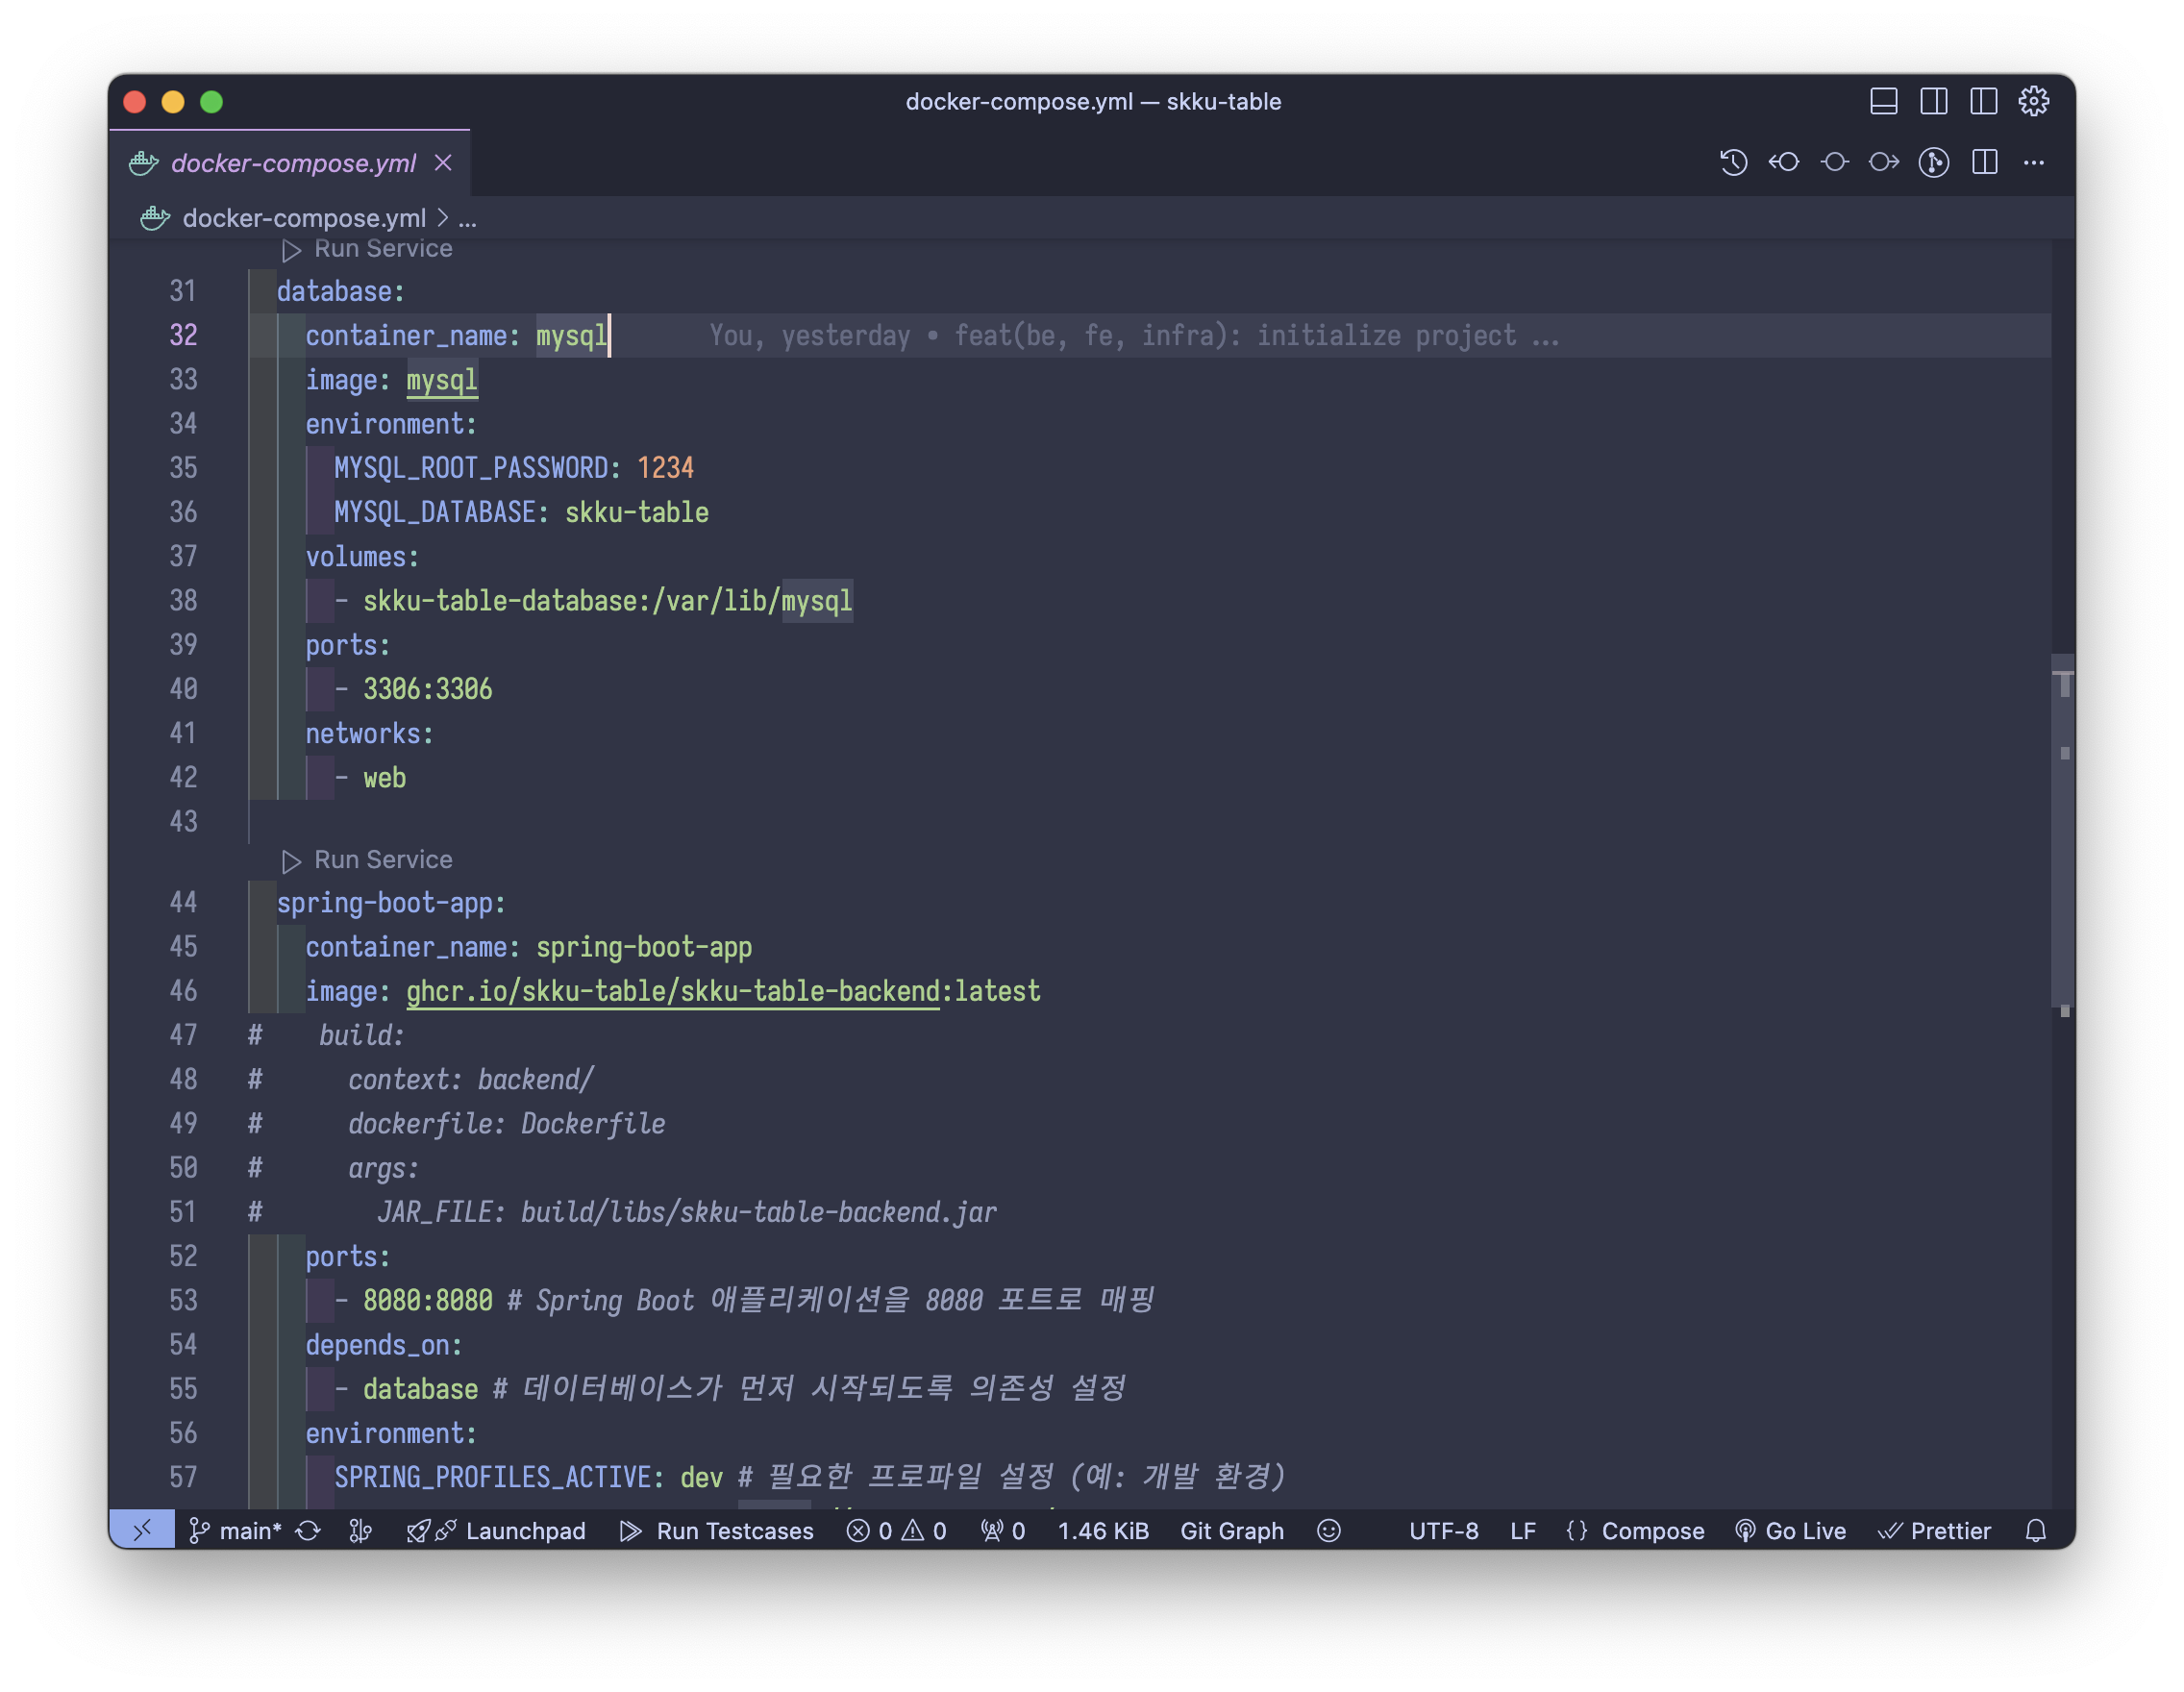 docker-compose.yml — skku-table
docker-compose.yml
docker-compose.yml > ...
Run Service
31 database:
32 container_name: mysql You, yesterday • feat(be, fe, infra): initialize project ...
33 image: mysql
34 environment:
35 MYSQL_ROOT_PASSWORD: 1234
36 MYSQL_DATABASE: skku-table
37 volumes:
38 - skku-table-database:/var/lib/mysql
39 ports:
40 - 3306:3306
41 networks:
42 - web
43
Run Service
44 spring-boot-app:
45 container_name: spring-boot-app
46 image: ghcr.io/skku-table/skku-table-backend:latest
47 # build:
48 # context: backend/
49 # dockerfile: Dockerfile
50 # args:
51 # JAR_FILE: build/libs/skku-table-backend.jar
52 ports:
53 - 8080:8080 # Spring Boot 애플리케이션을 8080 포트로 매핑
54 depends_on:
55 - database # 데이터베이스가 먼저 시작되도록 의존성 설정
56 environment:
57 SPRING_PROFILES_ACTIVE: dev # 필요한 프로파일 설정 (예: 개발 환경)
main* Launchpad Run Testcases 0 0 0 1.46 KiB Git Graph UTF-8 LF {} Compose Go Live Prettier